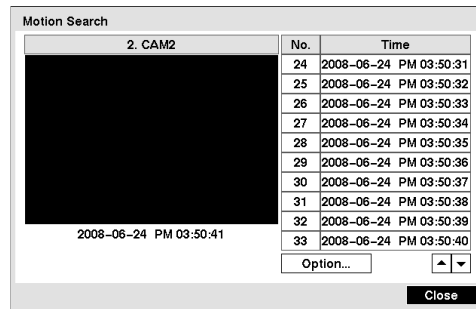 Motion Search
2. CAM2
2008-06-24 PM 03:50:41
No. Time
24 2008-06-24 PM 03:50:31
25 2008-06-24 PM 03:50:32
26 2008-06-24 PM 03:50:33
27 2008-06-24 PM 03:50:34
28 2008-06-24 PM 03:50:35
29 2008-06-24 PM 03:50:36
30 2008-06-24 PM 03:50:37
31 2008-06-24 PM 03:50:38
32 2008-06-24 PM 03:50:39
33 2008-06-24 PM 03:50:40
Option...
Close